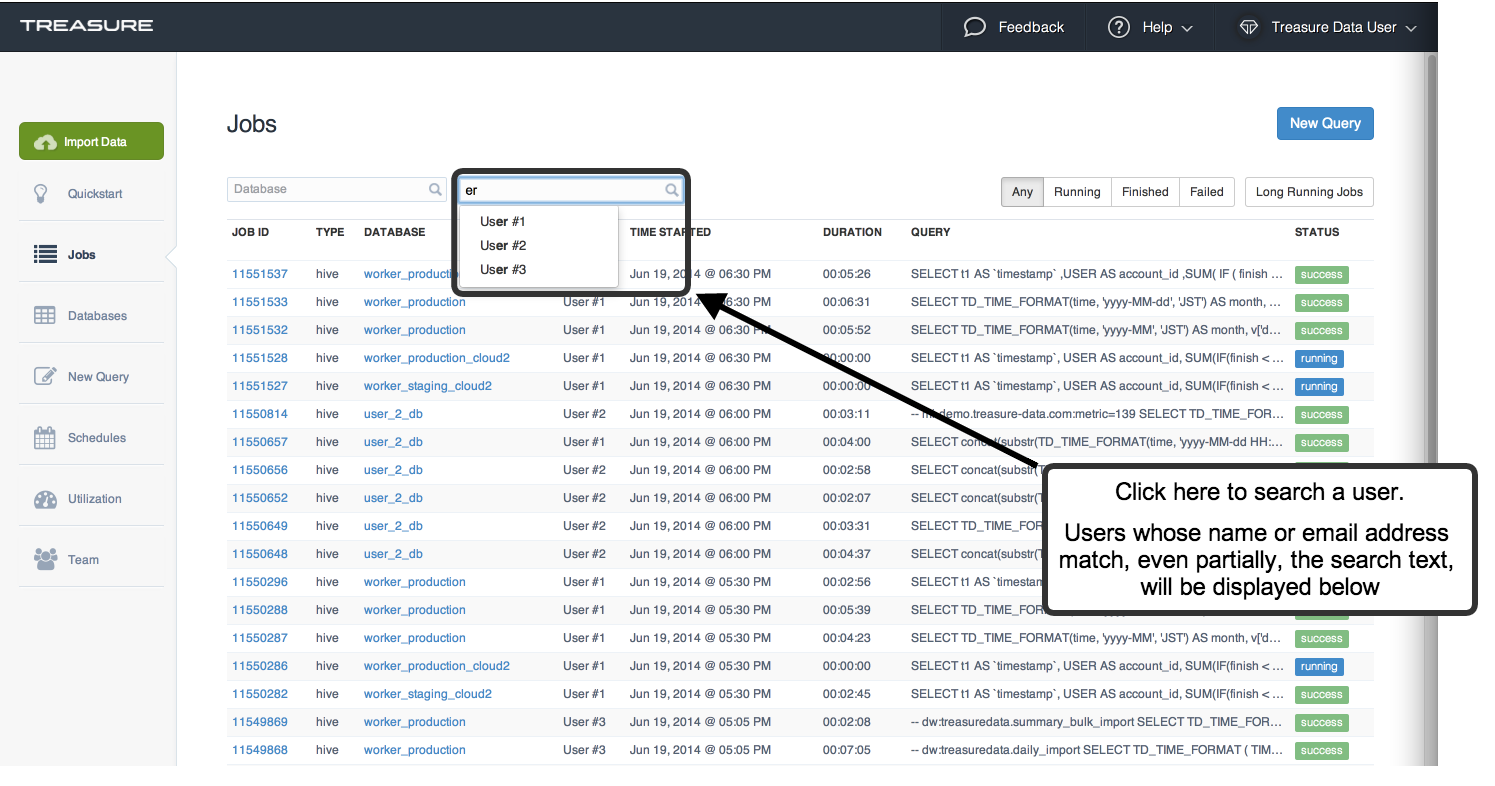 TREASURE
Feedback
Help
Treasure Data User
Import Data
Quickstart
Jobs
Databases
New Query
Schedules
Utilization
Team
Jobs
New Query
Database
er
Any Running Finished Failed Long Running Jobs
User #1
User #2
User #3
JOB ID TYPE DATABASE TIME STARTED DURATION QUERY STATUS
11551537 hive worker_producti Jun 19, 2014 @ 06:30 PM 00:05:26 SELECT t1 AS `timestamp` ,USER AS account_id ,SUM( IF ( finish ... success
11551533 hive worker_production User #1 Jun 19, 2014 @ 06:30 PM 00:06:31 SELECT TD_TIME_FORMAT(time, 'yyyy-MM-dd', 'JST') AS month, ... success
11551532 hive worker_production User #1 Jun 19, 2014 @ 06:30 PM 00:05:52 SELECT TD_TIME_FORMAT(time, 'yyyy-MM', 'JST') AS month, v['d... success
11551528 hive worker_production_cloud2 User #1 Jun 19, 2014 @ 06:30 PM 00:00:00 SELECT t1 AS `timestamp`, USER AS account_id, SUM(IF(finish < ... running
11551527 hive worker_staging_cloud2 User #1 Jun 19, 2014 @ 06:30 PM 00:00:00 SELECT t1 AS `timestamp`, USER AS account_id, SUM(IF(finish < ... running
11550814 hive user_2_db User #2 Jun 19, 2014 @ 06:00 PM 00:03:11 -- demo.treasure-data.com:metric=139 SELECT TD_TIME_FOR... success
11550657 hive user_2_db User #1 Jun 19, 2014 @ 06:00 PM 00:04:00 SELECT concat(substr(TD_TIME_FORMAT(time, 'yyyy-MM-dd HH:... success
11550656 hive user_2_db User #2 Jun 19, 2014 @ 06:00 PM 00:02:58 SELECT concat(substr(T
11550652 hive user_2_db User #2 Jun 19, 2014 @ 06:00 PM 00:02:07 SELECT concat(substr(T
11550649 hive user_2_db User #2 Jun 19, 2014 @ 06:00 PM 00:03:31 SELECT TD_TIME_FOR
11550648 hive user_2_db User #2 Jun 19, 2014 @ 06:00 PM 00:04:37 SELECT concat(substr(T
11550296 hive worker_production User #1 Jun 19, 2014 @ 05:30 PM 00:02:56 SELECT t1 AS `timestam
11550288 hive worker_production User #1 Jun 19, 2014 @ 05:30 PM 00:05:39 SELECT TD_TIME_FOR
11550287 hive worker_production User #1 Jun 19, 2014 @ 05:30 PM 00:04:23 SELECT TD_TIME_FORMAT(time, 'yyyy-MM', 'JST') AS month, v['d... success
11550286 hive worker_production_cloud2 User #1 Jun 19, 2014 @ 05:30 PM 00:00:00 SELECT t1 AS `timestamp`, USER AS account_id, SUM(IF(finish < ... running
11550282 hive worker_staging_cloud2 User #1 Jun 19, 2014 @ 05:30 PM 00:02:45 SELECT t1 AS `timestamp`, USER AS account_id, SUM(IF(finish < ... success
11549869 hive worker_production User #3 Jun 19, 2014 @ 05:05 PM 00:02:08 -- dw:treasuredata.summary_bulk_import SELECT TD_TIME_FOR... success
11549868 hive worker_production User #3 Jun 19, 2014 @ 05:05 PM 00:07:05 -- dw:treasuredata.daily_import SELECT TD_TIME_FORMAT ( TIM... success
Click here to search a user.
Users whose name or email address
match, even partially, the search text,
will be displayed below